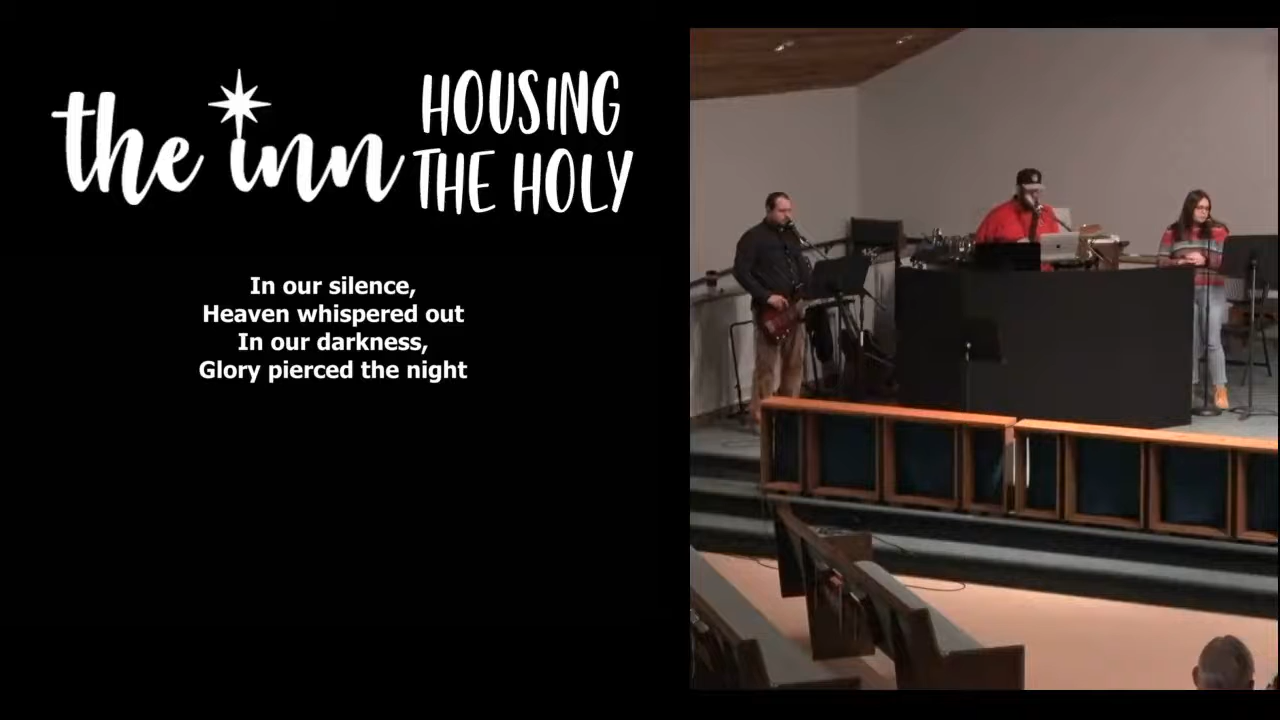 the inn
HOUSING
THE HOLY
In our silence,
Heaven whispered out
In our darkness,
Glory pierced the night